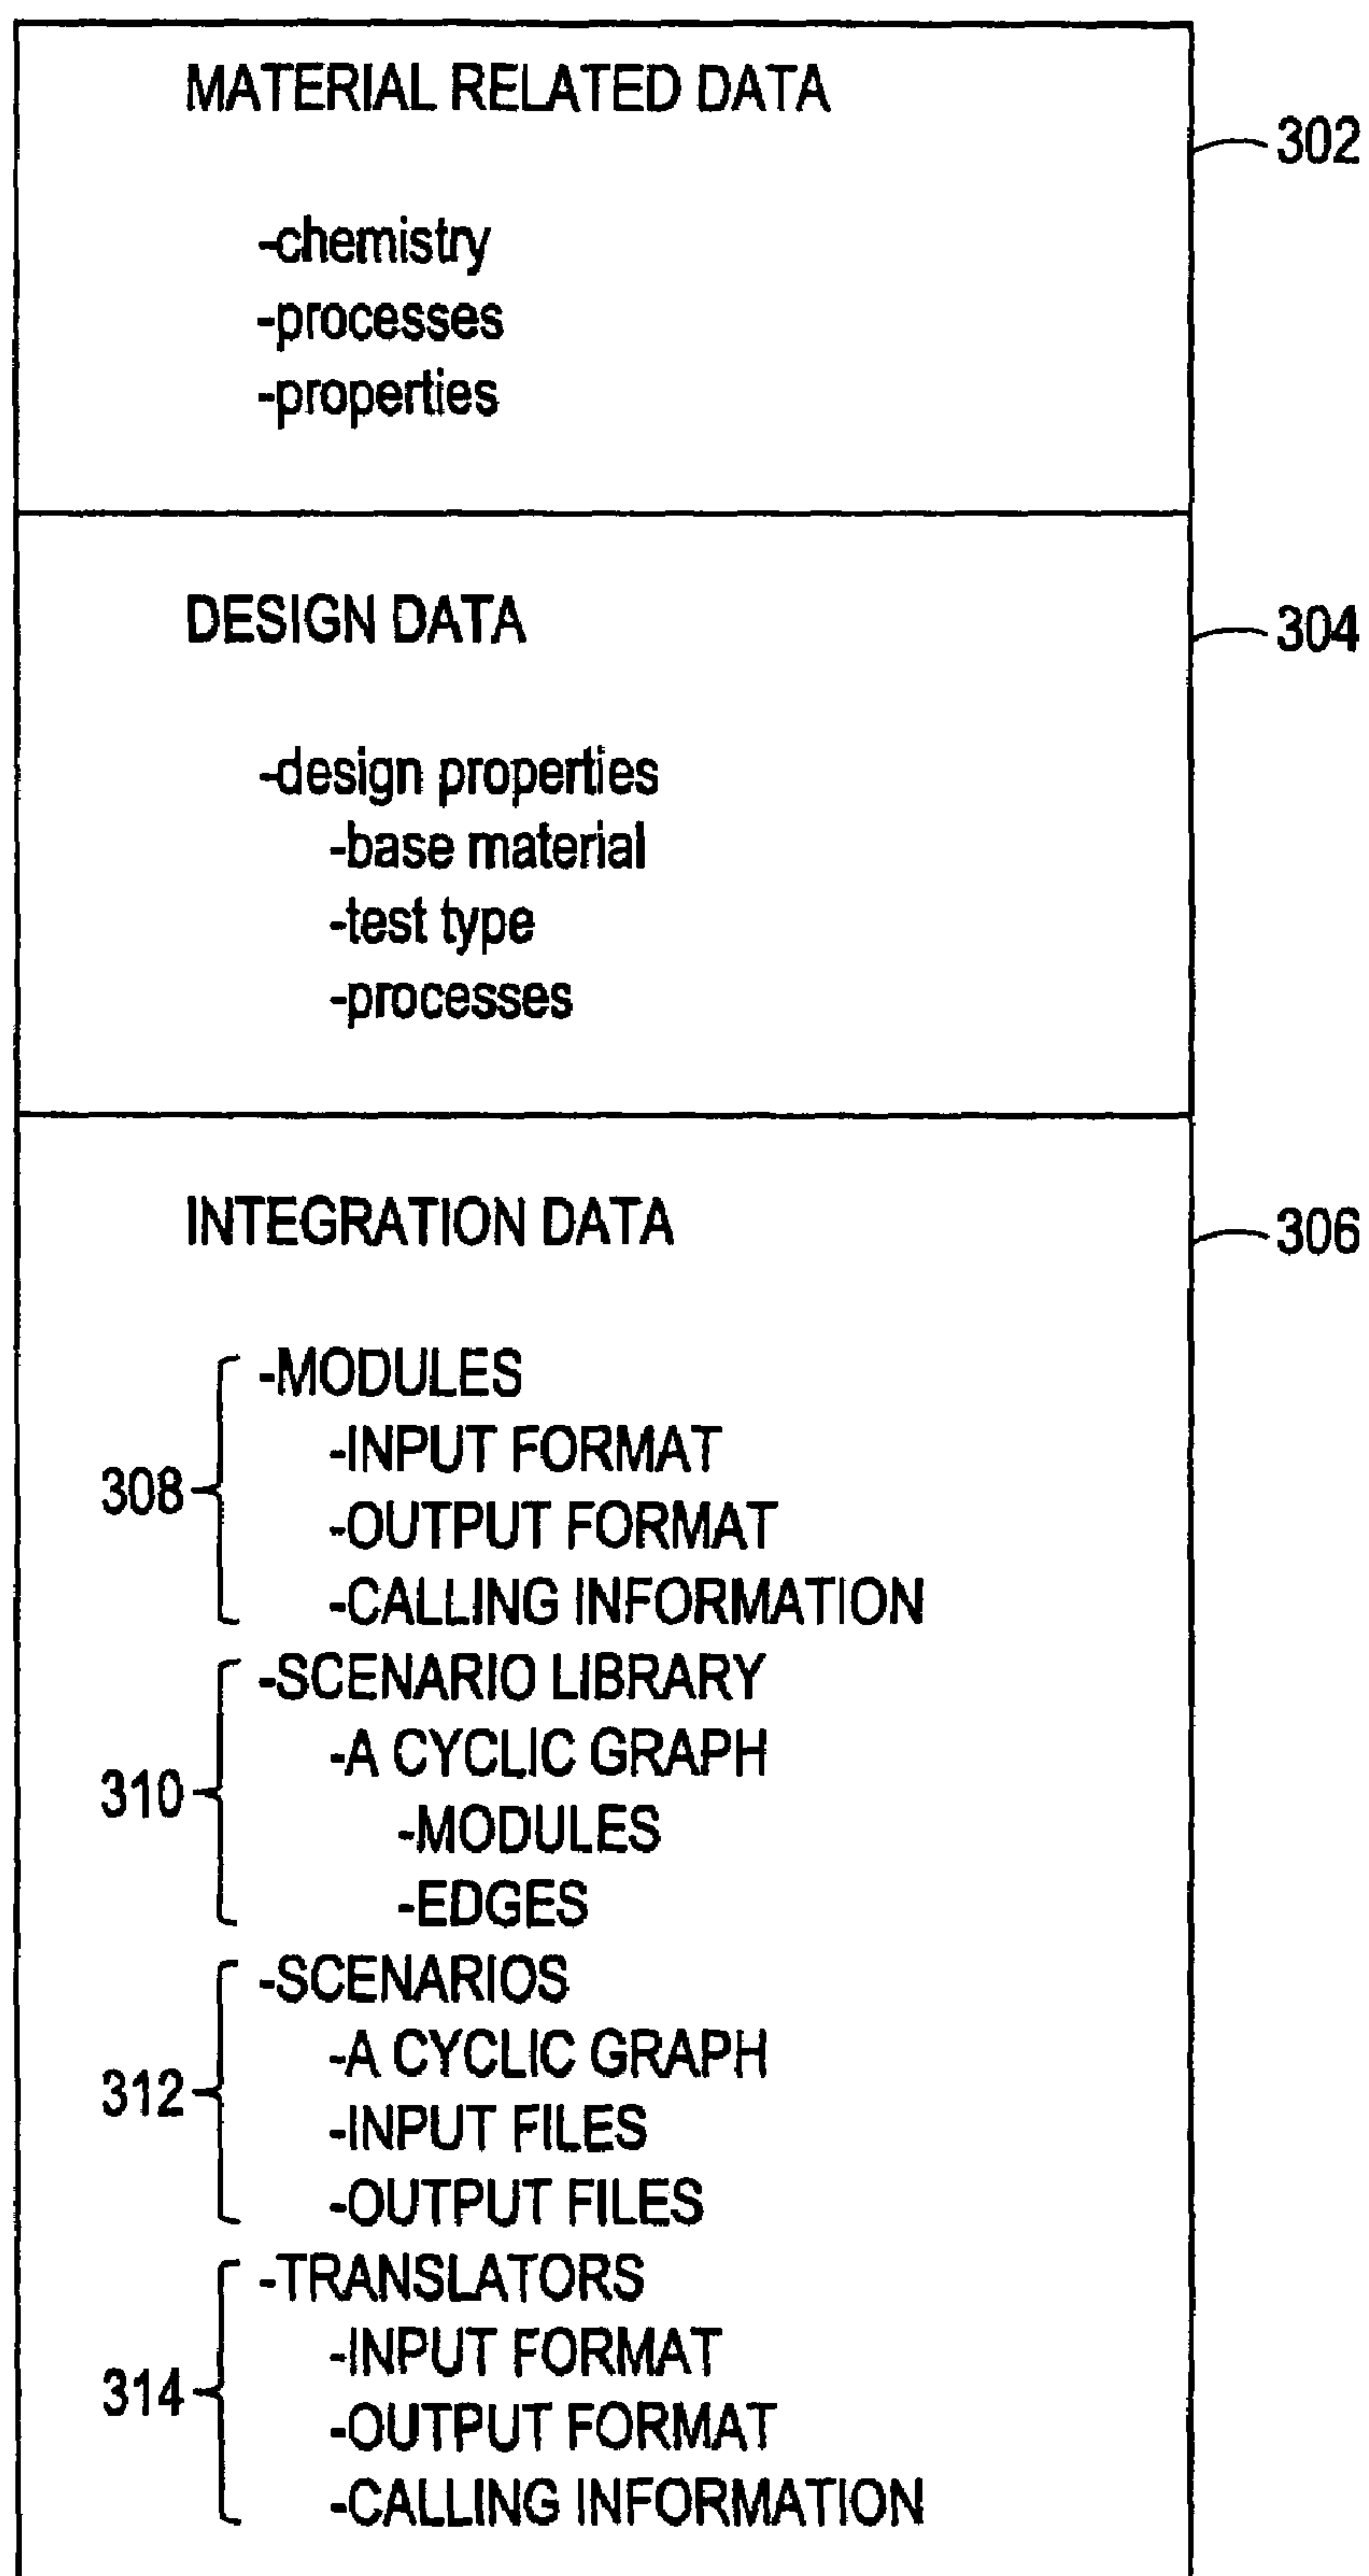 MATERIAL RELATED DATA
302
-chemistry
-processes
-properties
DESIGN DATA
304
-design properties
-base material
-test type
-processes
INTEGRATION DATA
306
-MODULES
-INPUT FORMAT
308
-OUTPUT FORMAT
-CALLING INFORMATION
-SCENARIO LIBRARY
-A CYCLIC GRAPH
310
-MODULES
-EDGES
-SCENARIOS
-A CYCLIC GRAPH
312
-INPUT FILES
-OUTPUT FILES
-TRANSLATORS
-INPUT FORMAT
314
-OUTPUT FORMAT
-CALLING INFORMATION